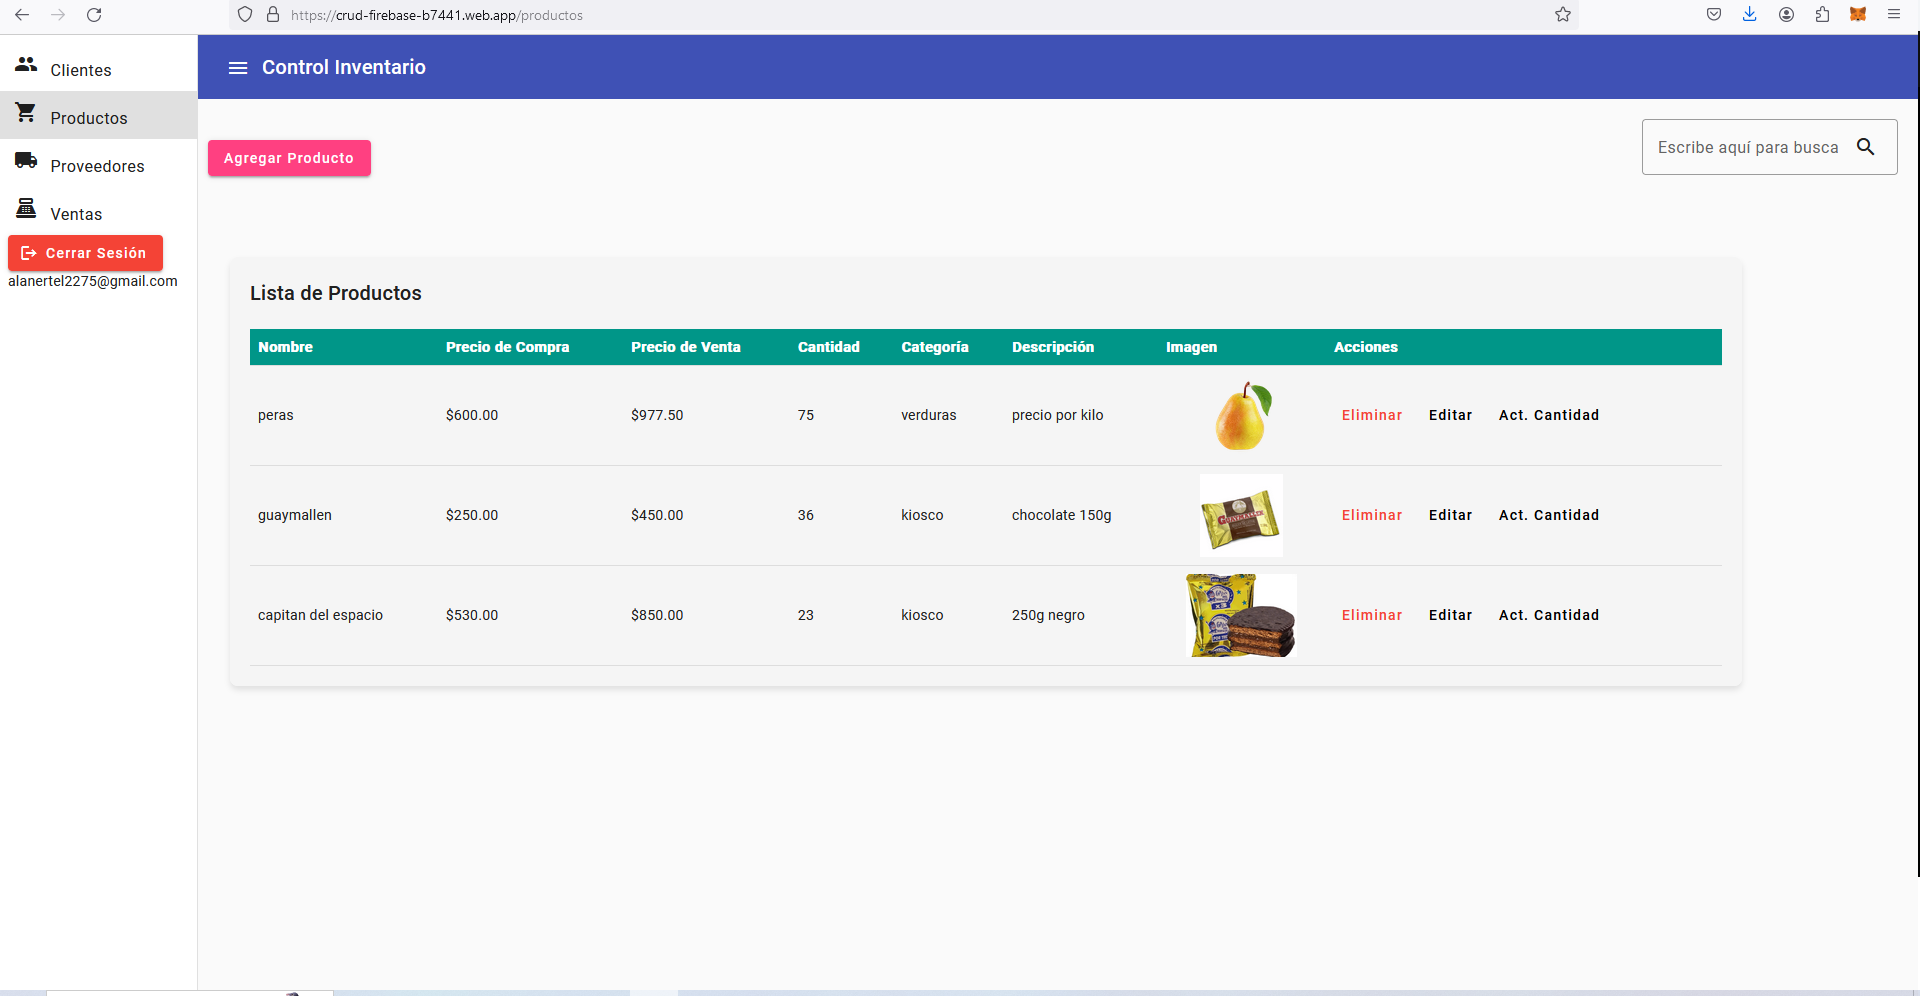 https://crud-firebase-b7441.web.app/productos
Clientes
Productos
Proveedores
Ventas
Cerrar Sesión
alanertel2275@gmail.com
Control Inventario
Agregar Producto
Escribe aquí para busca
Lista de Productos
Nombre Precio de Compra Precio de Venta Cantidad Categoría Descripción Imagen Acciones
peras $600.00 $977.50 75 verduras precio por kilo Eliminar Editar Act. Cantidad
guaymallen $250.00 $450.00 36 kiosco chocolate 150g Eliminar Editar Act. Cantidad
GUAYMALLEN
capitan del espacio $530.00 $850.00 23 kiosco 250g negro Eliminar Editar Act. Cantidad